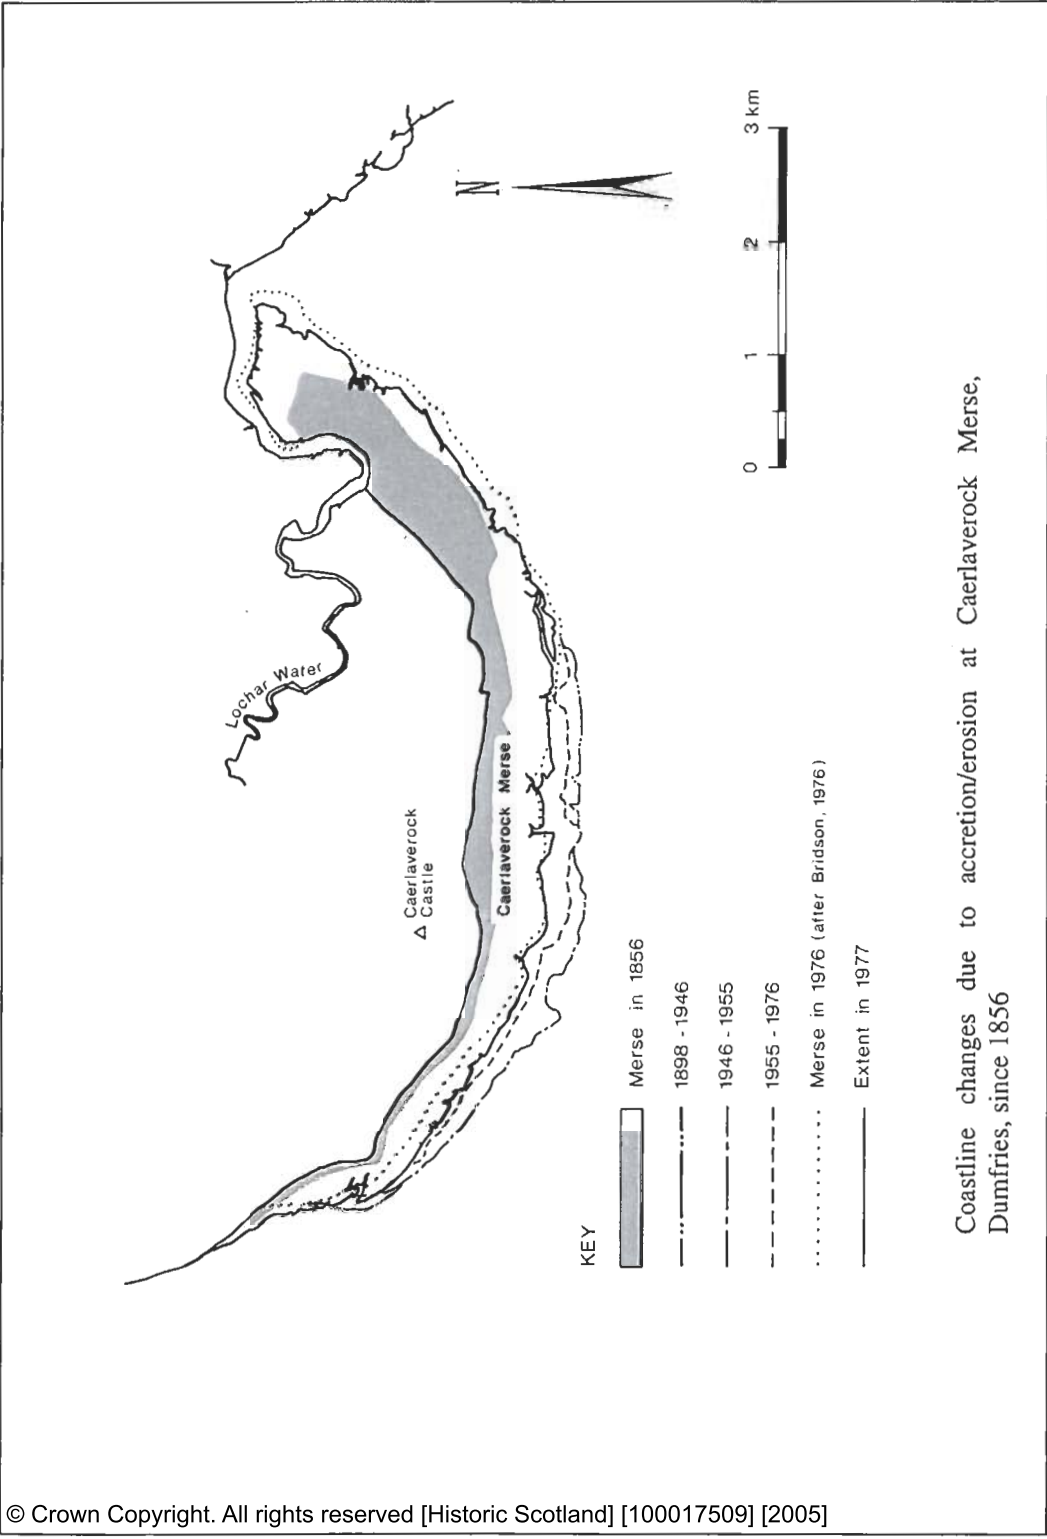 Lochar Water
Caerlaverock
Castle
Caerlaverock Merse
N
0 1 2 3 km
KEY
Merse in 1856
1898 - 1946
1946 - 1955
1955 - 1976
Merse in 1976 (after Bridson, 1976)
Extent in 1977
Coastline changes due to accretion/erosion at Caerlaverock Merse,
Dumfries, since 1856
© Crown Copyright. All rights reserved [Historic Scotland] [100017509] [2005]